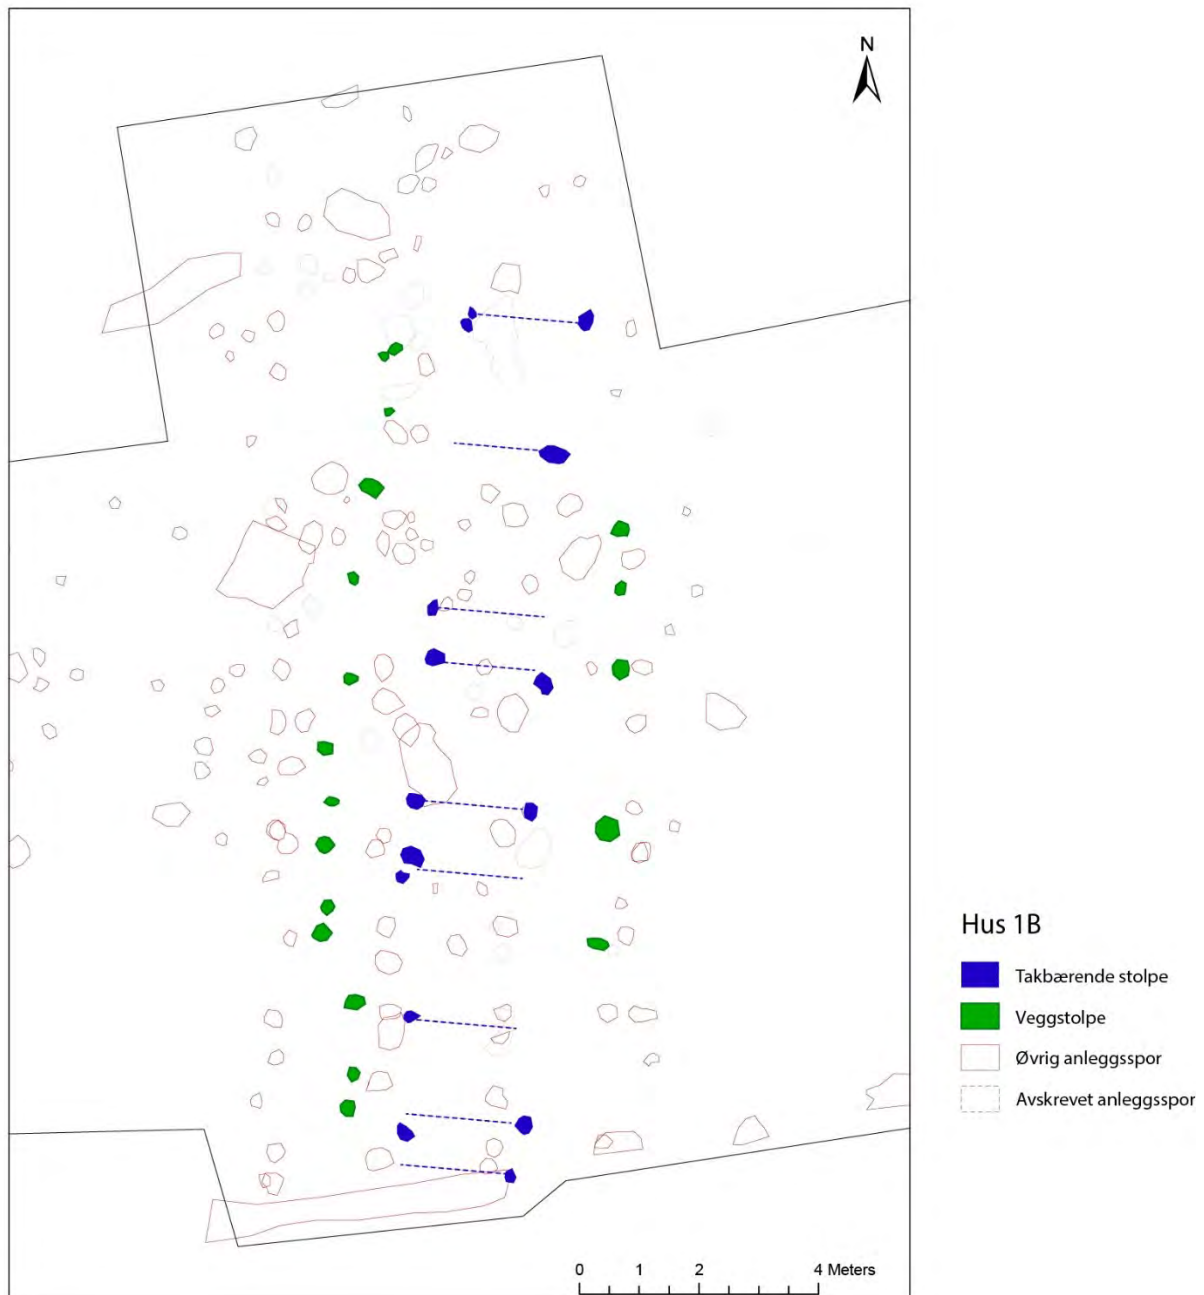 N
Hus 1B
Takbærende stolpe
Veggstolpe
Øvrig anleggsspor
Avskrevet anleggsspor
0 1 2 4 Meters